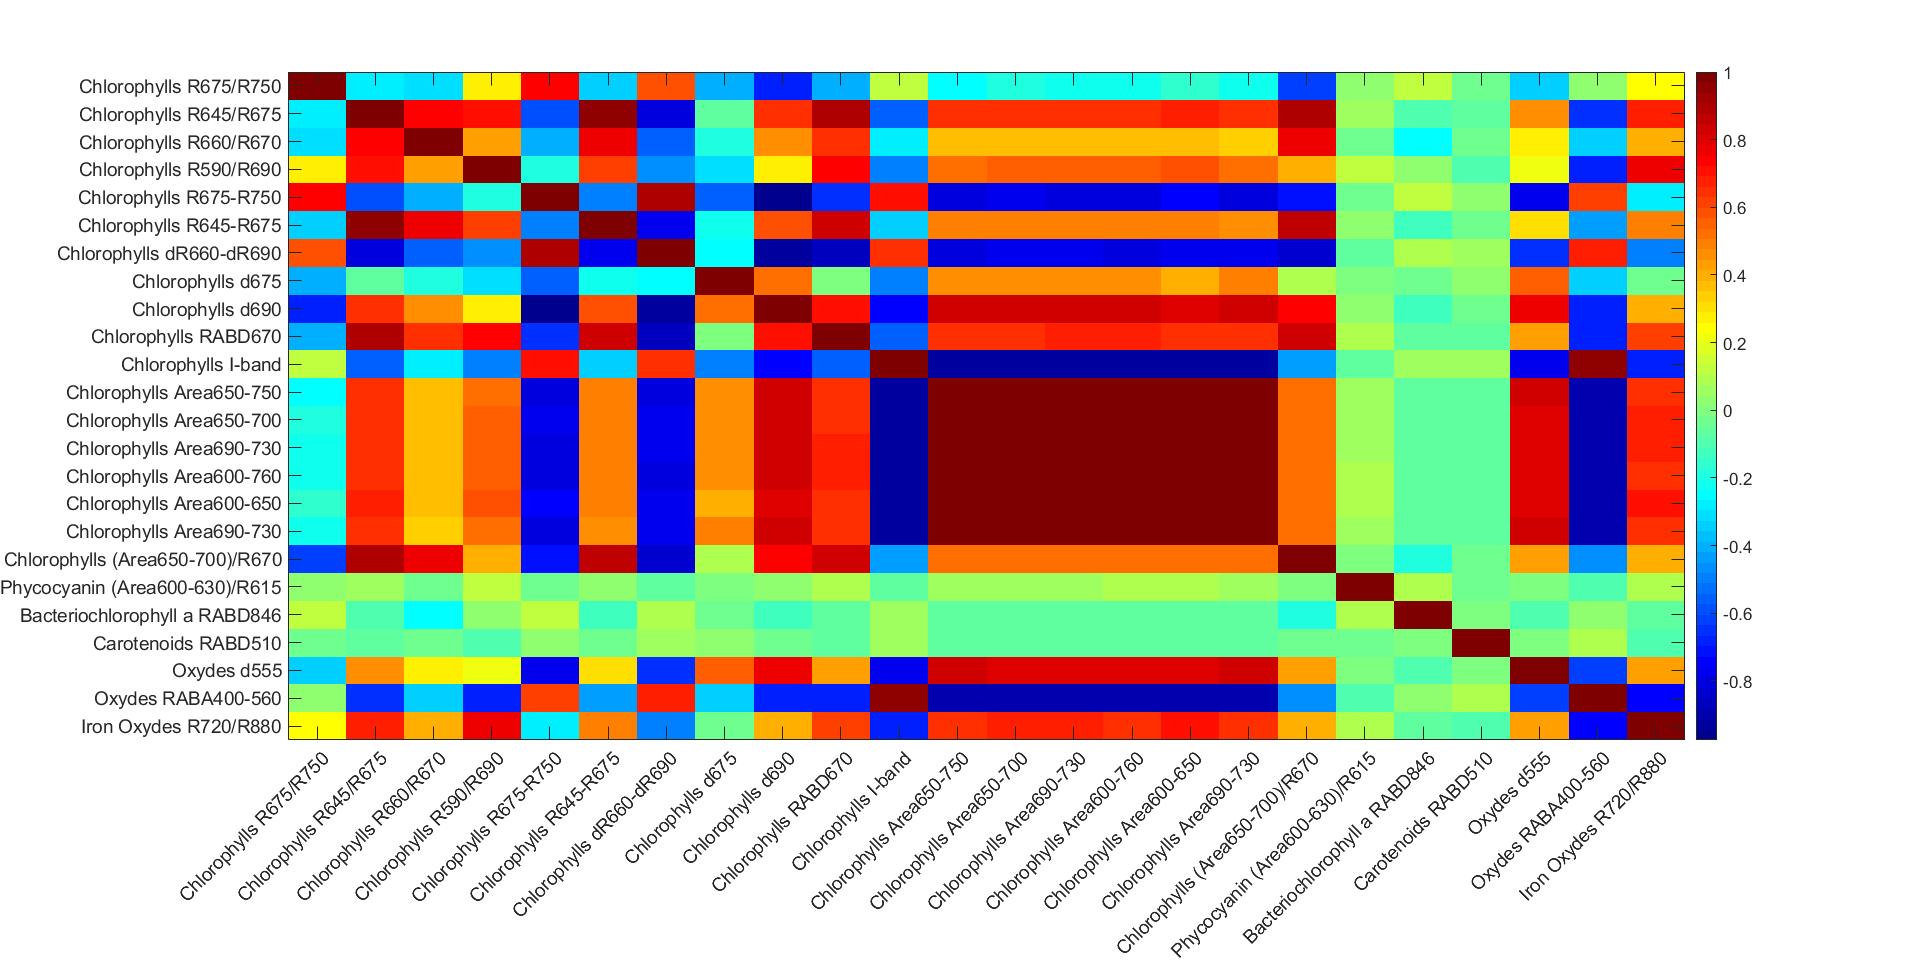 Chlorophylls R675/R750
Chlorophylls R645/R675
Chlorophylls R660/R670
Chlorophylls R590/R690
Chlorophylls R675-R750
Chlorophylls R645-R675
Chlorophylls dR660-dR690
Chlorophylls d675
Chlorophylls d690
Chlorophylls RABD670
Chlorophylls I-band
Chlorophylls Area650-750
Chlorophylls Area650-700
Chlorophylls Area690-730
Chlorophylls Area600-760
Chlorophylls Area600-650
Chlorophylls Area690-730
Chlorophylls (Area650-700)/R670
Phycocyanin (Area600-630)/R615
Bacteriochlorophyll a RABD846
Carotenoids RABD510
Oxydes d555
Oxydes RABA400-560
Iron Oxydes R720/R880
Chlorophylls R675/R750
Chlorophylls R645/R675
Chlorophylls R660/R670
Chlorophylls R590/R690
Chlorophylls R675-R750
Chlorophylls R645-R675
Chlorophylls dR660-dR690
Chlorophylls d675
Chlorophylls d690
Chlorophylls RABD670
Chlorophylls I-band
Chlorophylls Area650-750
Chlorophylls Area650-700
Chlorophylls Area690-730
Chlorophylls Area600-760
Chlorophylls Area600-650
Chlorophylls Area690-730
Chlorophylls (Area650-700)/R670
Phycocyanin (Area600-630)/R615
Bacteriochlorophyll a RABD846
Carotenoids RABD510
Oxydes d555
Oxydes RABA400-560
Iron Oxydes R720/R880
1
0.8
0.6
0.4
0.2
0
-0.2
-0.4
-0.6
-0.8